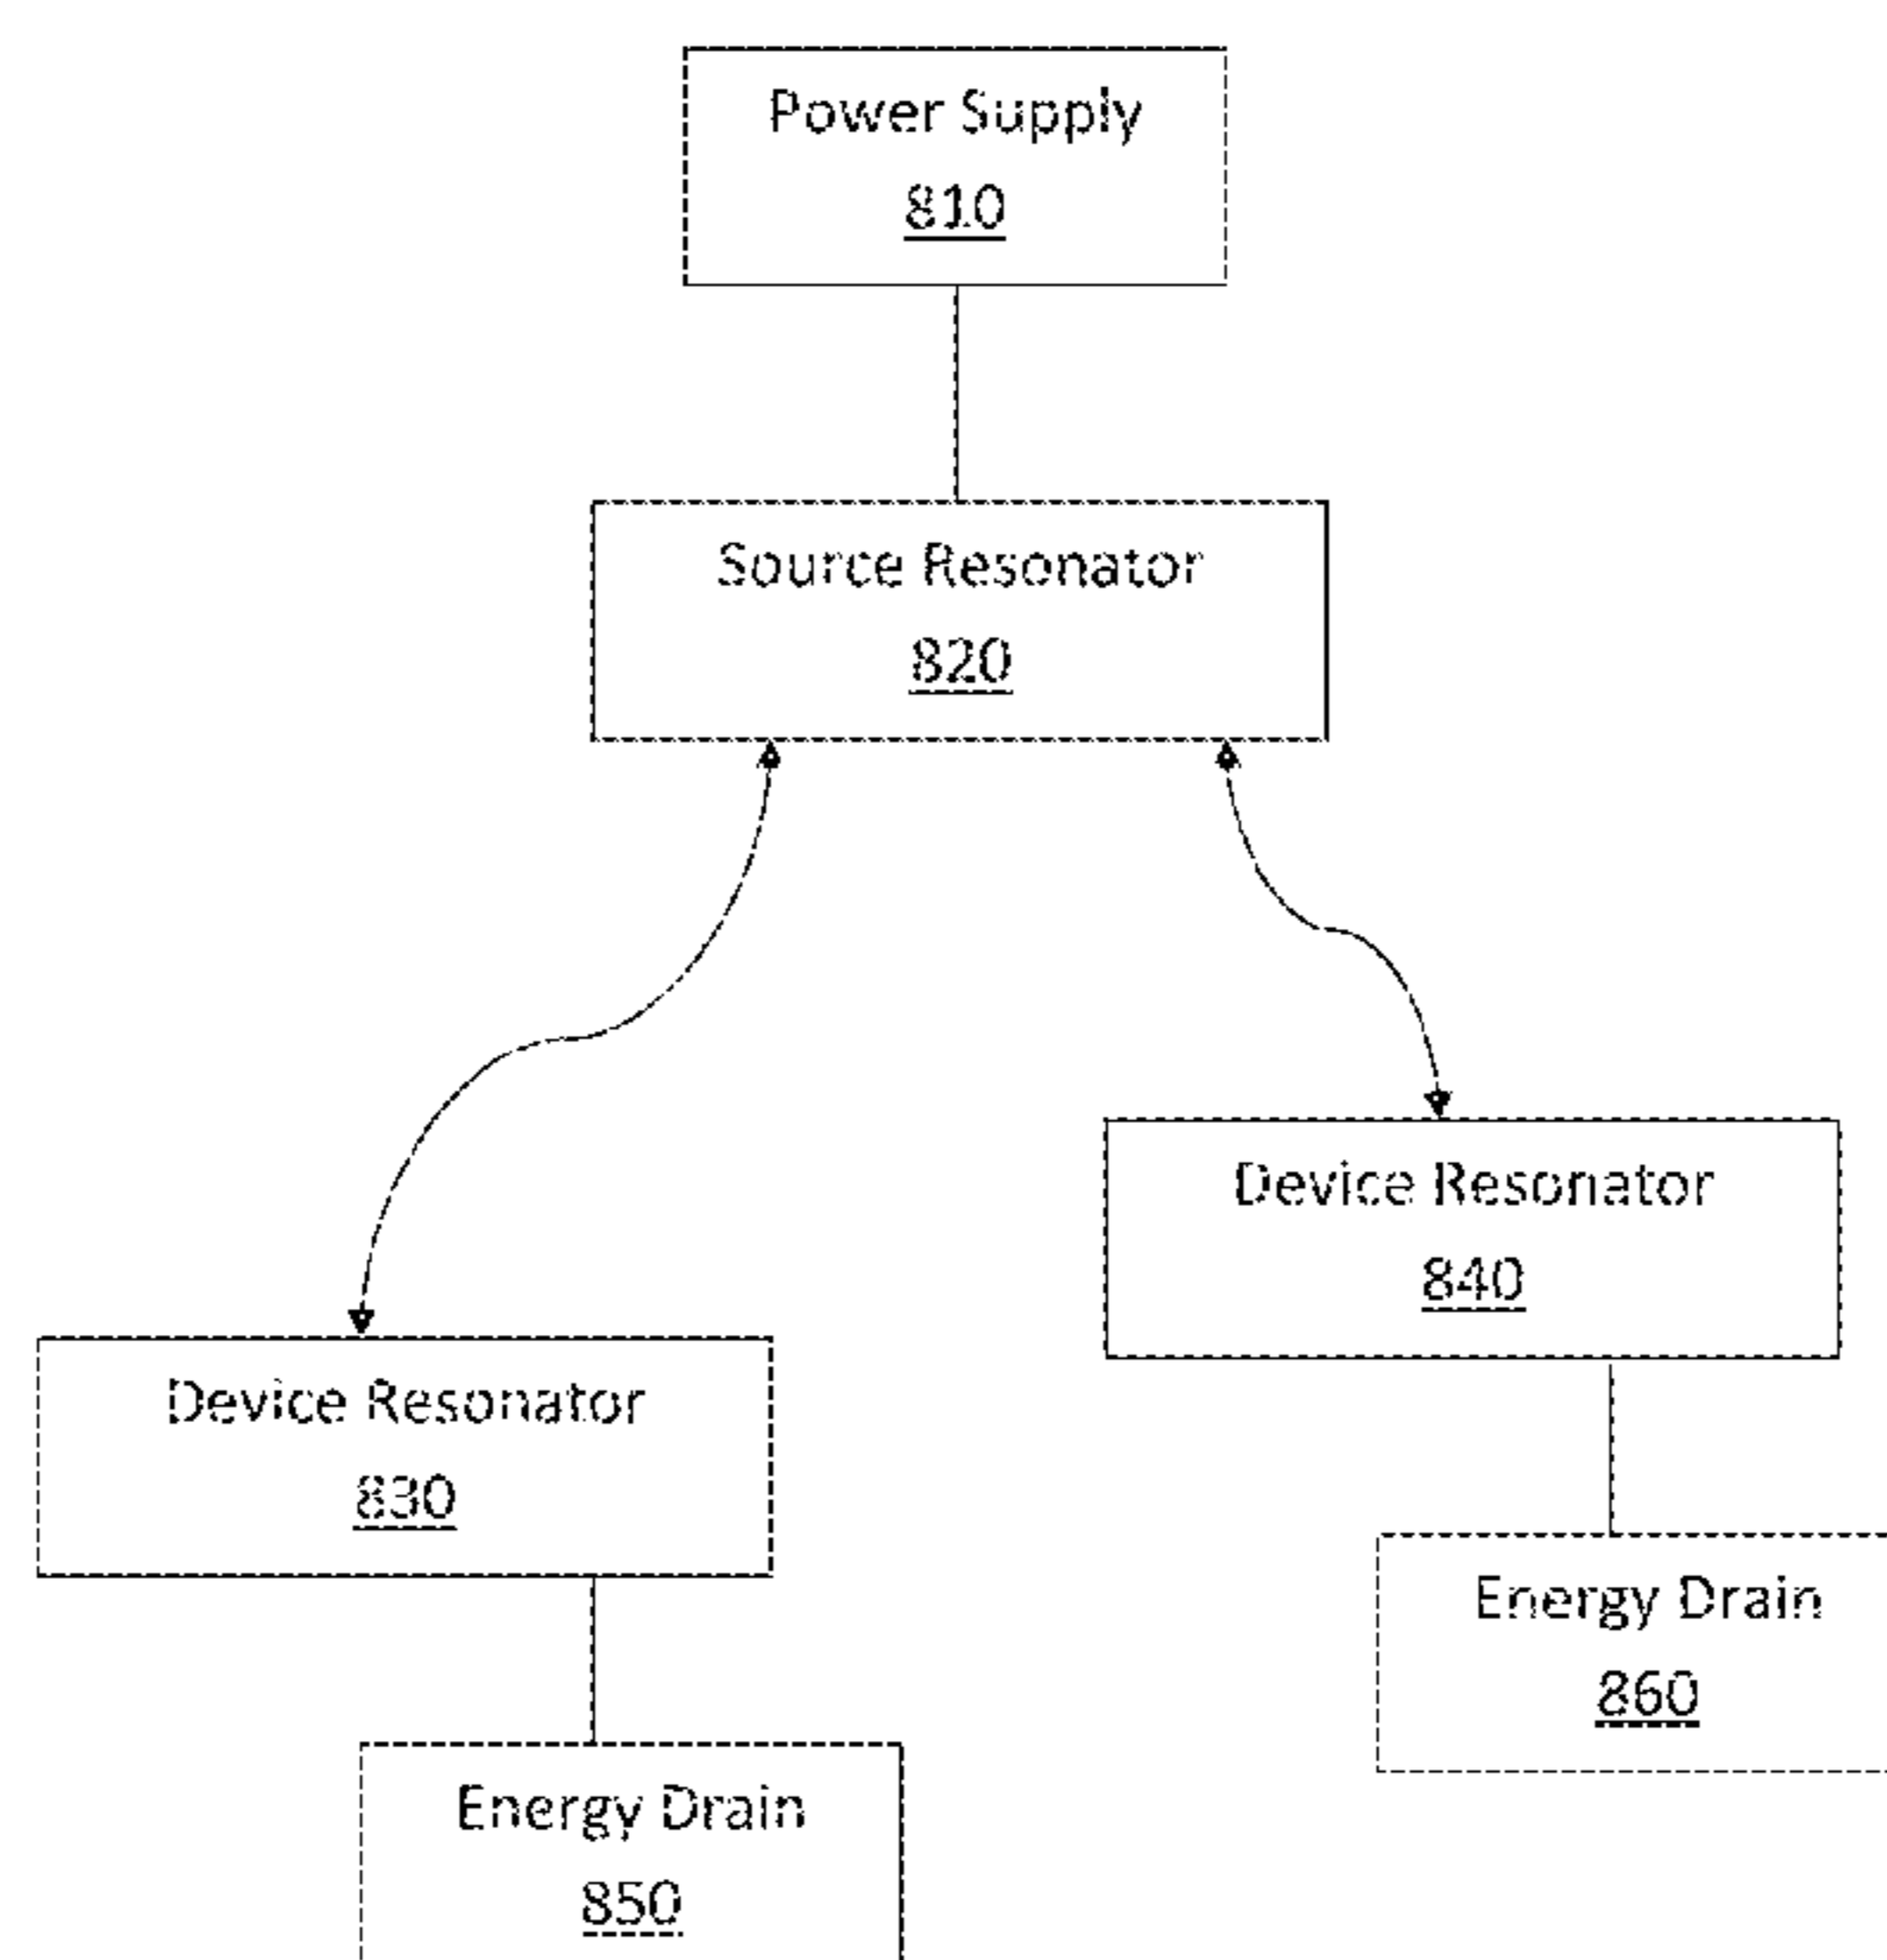 Power Supply
810
Source Resonator
820
Device Resonator
840
Device Resonator
830
Energy Drain
860
Energy Drain
850